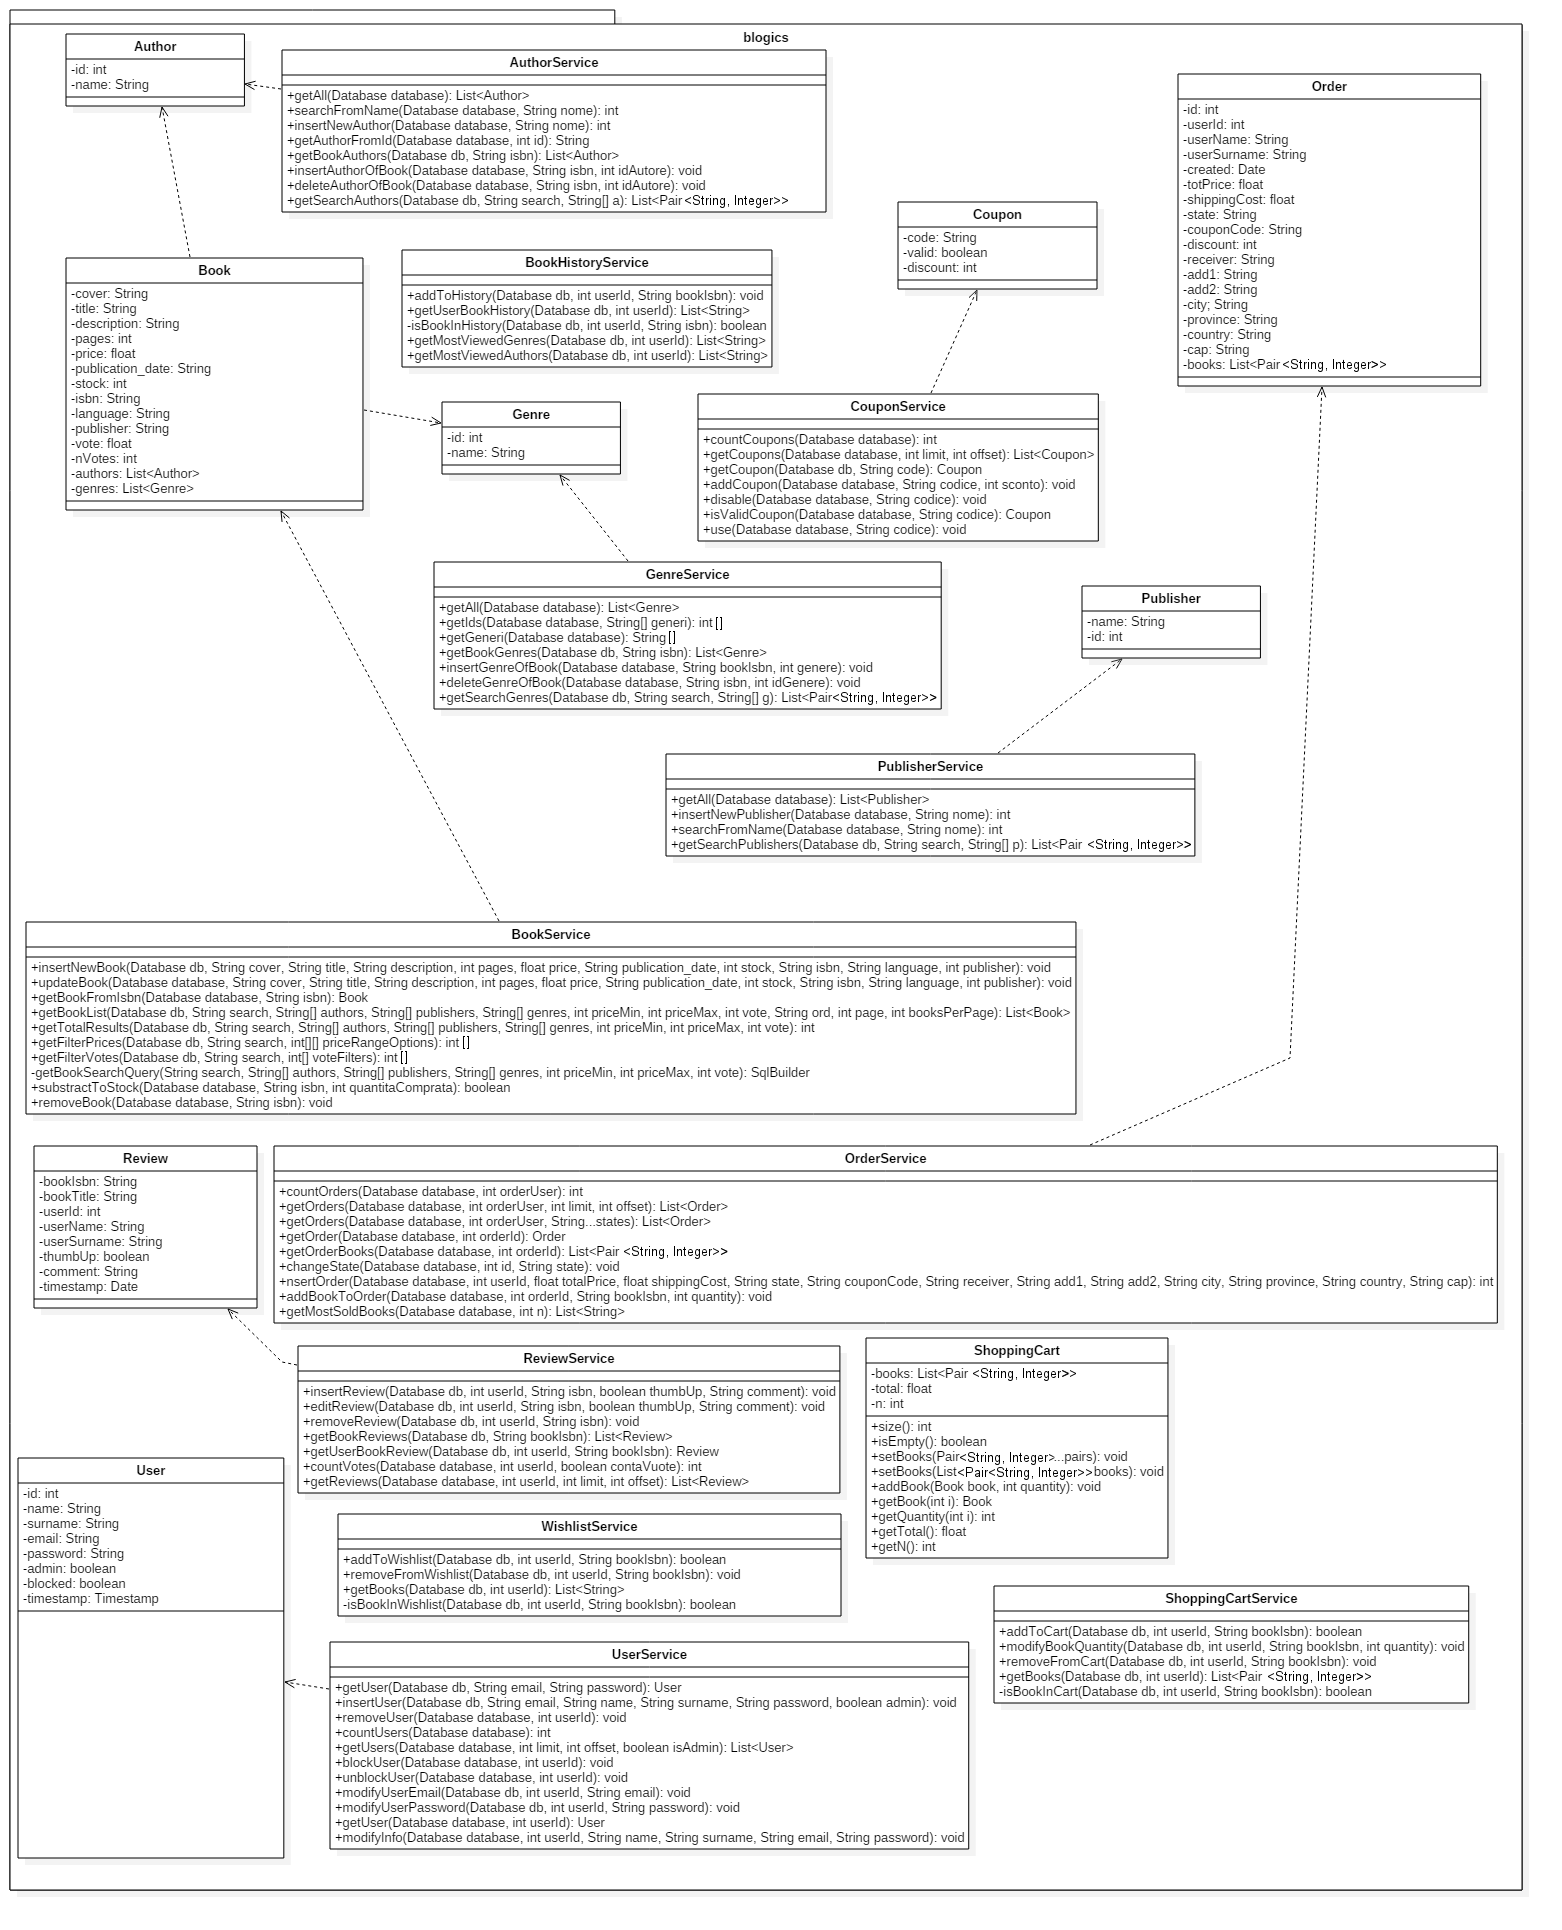 blogics
Author
-id: int
-name: String
AuthorService
+getAll(Database database): List<Author>
+searchFromName(Database database, String nome): int
+insertNewAuthor(Database database, String nome): int
+getAuthorFromId(Database database, int id): String
+getBookAuthors(Database db, String isbn): List<Author>
+insertAuthorOfBook(Database database, String isbn, int idAutore): void
+deleteAuthorOfBook(Database database, String isbn, int idAutore): void
+getSearchAuthors(Database db, String search, String[] a): List<Pair <String, Integer>>
Order
-id: int
-userId: int
-userName: String
-userSurname: String
-created: Date
-totPrice: float
-shippingCost: float
-state: String
-couponCode: String
-discount: int
-receiver: String
-add1: String
-add2: String
-city; String
-province: String
-country: String
-cap: String
-books: List<Pair <String, Integer>>
Coupon
-code: String
-valid: boolean
-discount: int
Book
-cover: String
-title: String
-description: String
-pages: int
-price: float
-publication_date: String
-stock: int
-isbn: String
-language: String
-publisher: String
-vote: float
-nVotes: int
-authors: List<Author>
-genres: List<Genre>
BookHistoryService
+addToHistory(Database db, int userId, String bookIsbn): void
+getUserBookHistory(Database db, int userId): List<String>
-isBookInHistory(Database db, int userId, String isbn): boolean
+getMostViewedGenres(Database db, int userId): List<String>
+getMostViewedAuthors(Database db, int userId): List<String>
Genre
-id: int
-name: String
CouponService
+countCoupons(Database database): int
+getCoupons(Database database, int limit, int offset): List<Coupon>
+getCoupon(Database db, String code): Coupon
+addCoupon(Database database, String codice, int sconto): void
+disable(Database database, String codice): void
+isValidCoupon(Database database, String codice): Coupon
+use(Database database, String codice): void
GenreService
+getAll(Database database): List<Genre>
+getIds(Database database, String[] generi): int[]
+getGeneri(Database database): String[]
+getBookGenres(Database db, String isbn): List<Genre>
+insertGenreOfBook(Database database, String bookIsbn, int genere): void
+deleteGenreOfBook(Database database, String isbn, int idGenere): void
+getSearchGenres(Database db, String search, String[] g): List<Pair<String, Integer>>
Publisher
-name: String
-id: int
PublisherService
+getAll(Database database): List<Publisher>
+insertNewPublisher(Database database, String nome): int
+searchFromName(Database database, String nome): int
+getSearchPublishers(Database db, String search, String[] p): List<Pair <String, Integer>>
BookService
+insertNewBook(Database db, String cover, String title, String description, int pages, float price, String publication_date, int stock, String isbn, String language, int publisher): void
+updateBook(Database database, String cover, String title, String description, int pages, float price, String publication_date, int stock, String isbn, String language, int publisher): void
+getBookFromIsbn(Database database, String isbn): Book
+getBookList(Database db, String search, String[] authors, String[] publishers, String[] genres, int priceMin, int priceMax, int vote, String ord, int page, int booksPerPage): List<Book>
+getTotalResults(Database db, String search, String[] authors, String[] publishers, String[] genres, int priceMin, int priceMax, int vote): int
+getFilterPrices(Database db, String search, int[][] priceRangeOptions): int[]
+getFilterVotes(Database db, String search, int[] voteFilters): int[]
-getBookSearchQuery(String search, String[] authors, String[] publishers, String[] genres, int priceMin, int priceMax, int vote): SqlBuilder
+substractToStock(Database database, String isbn, int quantitaComprata): boolean
+removeBook(Database database, String isbn): void
Review
-bookIsbn: String
-bookTitle: String
-userId: int
-userName: String
-userSurname: String
-thumbUp: boolean
-comment: String
-timestamp: Date
OrderService
+countOrders(Database database, int orderUser): int
+getOrders(Database database, int orderUser, int limit, int offset): List<Order>
+getOrders(Database database, int orderUser, String...states): List<Order>
+getOrder(Database database, int orderId): Order
+getOrderBooks(Database database, int orderId): List<Pair <String, Integer>>
+changeState(Database database, int id, String state): void
+nsertOrder(Database database, int userId, float totalPrice, float shippingCost, String state, String couponCode, String receiver, String add1, String add2, String city, String province, String country, String cap): int
+addBookToOrder(Database database, int orderId, String bookIsbn, int quantity): void
+getMostSoldBooks(Database database, int n): List<String>
ReviewService
+insertReview(Database db, int userId, String isbn, boolean thumbUp, String comment): void
+editReview(Database db, int userId, String isbn, boolean thumbUp, String comment): void
+removeReview(Database db, int userId, String isbn): void
+getBookReviews(Database db, String bookIsbn): List<Review>
+getUserBookReview(Database db, int userId, String bookIsbn): Review
+countVotes(Database database, int userId, boolean contaVuote): int
+getReviews(Database database, int userId, int limit, int offset): List<Review>
ShoppingCart
-books: List<Pair <String, Integer>>
-total: float
-n: int
+size(): int
+isEmpty(): boolean
+setBooks(Pair<String, Integer>...pairs): void
+setBooks(List<Pair<String, Integer>> books): void
+addBook(Book book, int quantity): void
+getBook(int i): Book
+getQuantity(int i): int
+getTotal(): float
+getN(): int
User
-id: int
-name: String
-surname: String
-email: String
-password: String
-admin: boolean
-blocked: boolean
-timestamp: Timestamp
WishlistService
+addToWishlist(Database db, int userId, String bookIsbn): boolean
+removeFromWishlist(Database db, int userId, String bookIsbn): void
+getBooks(Database db, int userId): List<String>
-isBookInWishlist(Database db, int userId, String bookIsbn): boolean
ShoppingCartService
+addToCart(Database db, int userId, String bookIsbn): boolean
+modifyBookQuantity(Database db, int userId, String bookIsbn, int quantity): void
+removeFromCart(Database db, int userId, String bookIsbn): void
+getBooks(Database db, int userId): List<Pair <String, Integer>>
-isBookInCart(Database db, int userId, String bookIsbn): boolean
UserService
+getUser(Database db, String email, String password): User
+insertUser(Database db, String email, String name, String surname, String password, boolean admin): void
+removeUser(Database database, int userId): void
+countUsers(Database database): int
+getUsers(Database database, int limit, int offset, boolean isAdmin): List<User>
+blockUser(Database database, int userId): void
+unblockUser(Database database, int userId): void
+modifyUserEmail(Database db, int userId, String email): void
+modifyUserPassword(Database db, int userId, String password): void
+getUser(Database database, int userId): User
+modifyInfo(Database database, int userId, String name, String surname, String email, String password): void